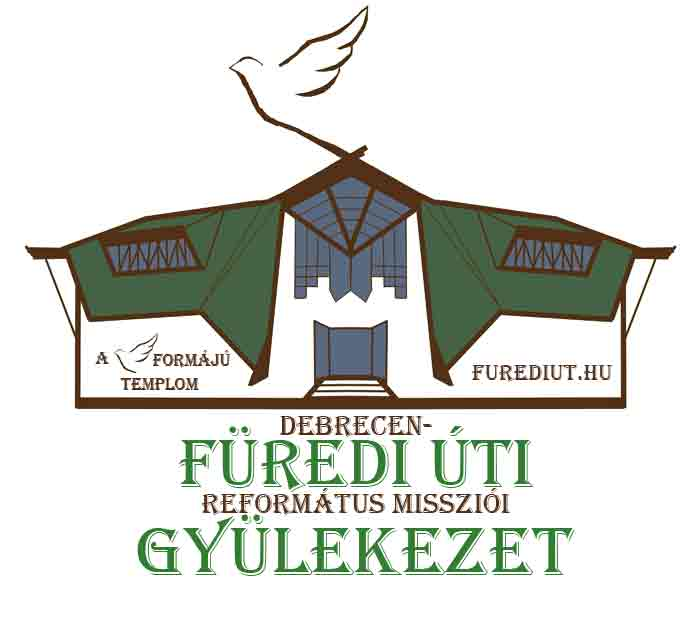 A FORMÁJÚ
TEMPLOM
FUREDIUT.HU
DEBRECEN-
FÜREDI ÚTI
REFORMÁTUS MISSZIÓI
GYÜLEKEZET